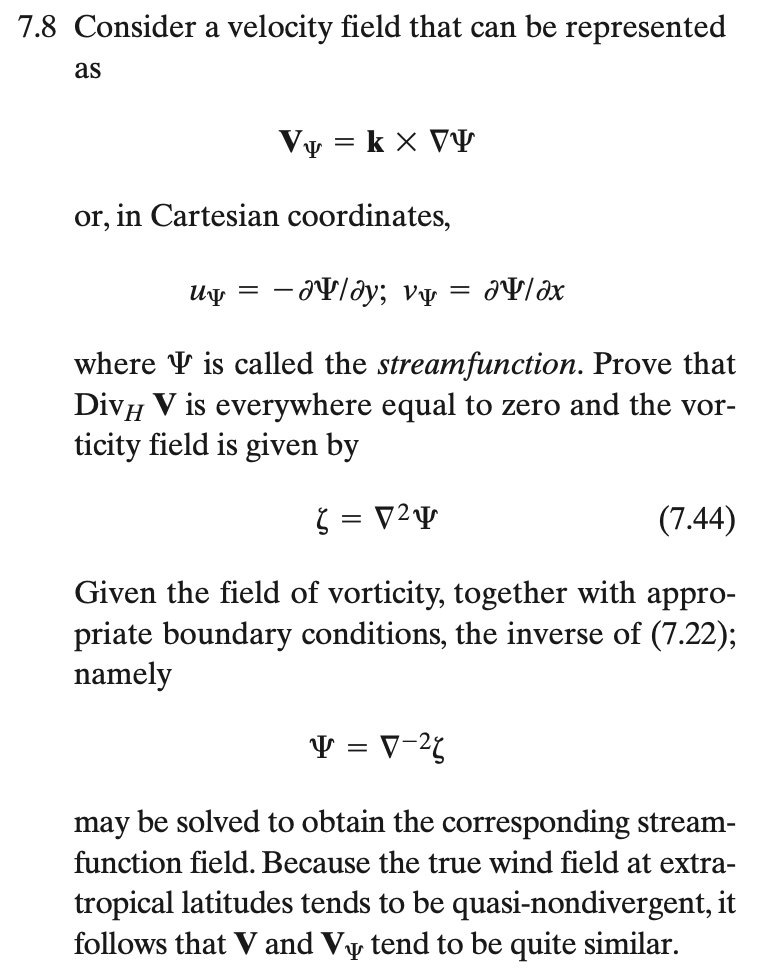 7.8 Consider a velocity field that can be represented
as
V_Ψ = k × ∇Ψ
or, in Cartesian coordinates,
u_Ψ = −∂Ψ/∂y; v_Ψ = ∂Ψ/∂x
where Ψ is called the streamfunction. Prove that
Div_H V is everywhere equal to zero and the vor-
ticity field is given by
ζ = ∇²Ψ (7.44)
Given the field of vorticity, together with appro-
priate boundary conditions, the inverse of (7.22);
namely
Ψ = ∇⁻²ζ
may be solved to obtain the corresponding stream-
function field. Because the true wind field at extra-
tropical latitudes tends to be quasi-nondivergent, it
follows that V and V_Ψ tend to be quite similar.